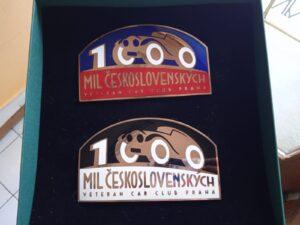 1000
MIL ČESKOSLOVENSKÝCH
VETERAN CAR CLUB PRAHA
1000
MIL ČESKOSLOVENSKÝCH
VETERAN CAR CLUB PRAHA